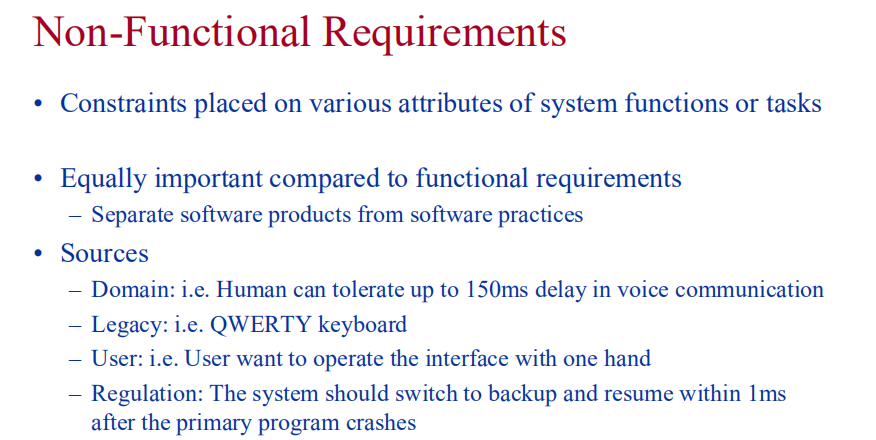 Non-Functional Requirements
• Constraints placed on various attributes of system functions or tasks
• Equally important compared to functional requirements
– Separate software products from software practices
• Sources
– Domain: i.e. Human can tolerate up to 150ms delay in voice communication
– Legacy: i.e. QWERTY keyboard
– User: i.e. User want to operate the interface with one hand
– Regulation: The system should switch to backup and resume within 1ms
after the primary program crashes